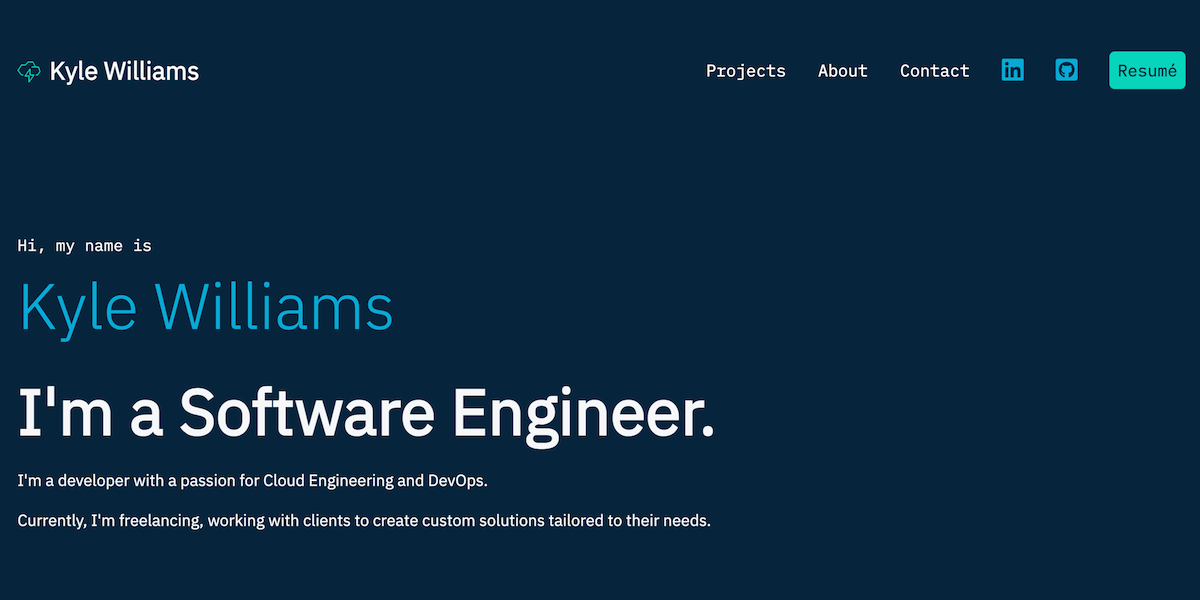 Kyle Williams
Projects About Contact Resumé
Hi, my name is
Kyle Williams
I'm a Software Engineer.
I'm a developer with a passion for Cloud Engineering and DevOps.
Currently, I'm freelancing, working with clients to create custom solutions tailored to their needs.